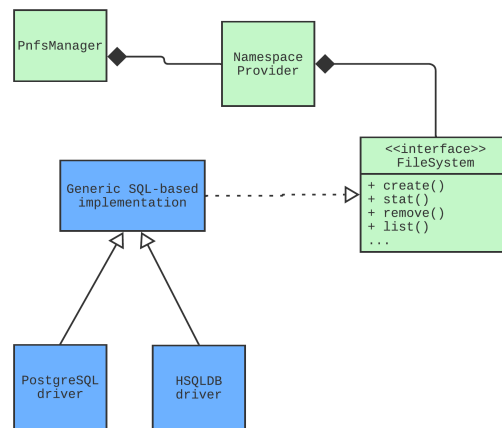 PnfsManager
Namespace
Provider
<<interface>>
FileSystem
+ create()
+ stat()
+ remove()
+ list()
...
Generic SQL-based
implementation
PostgreSQL
driver
HSQLDB
driver